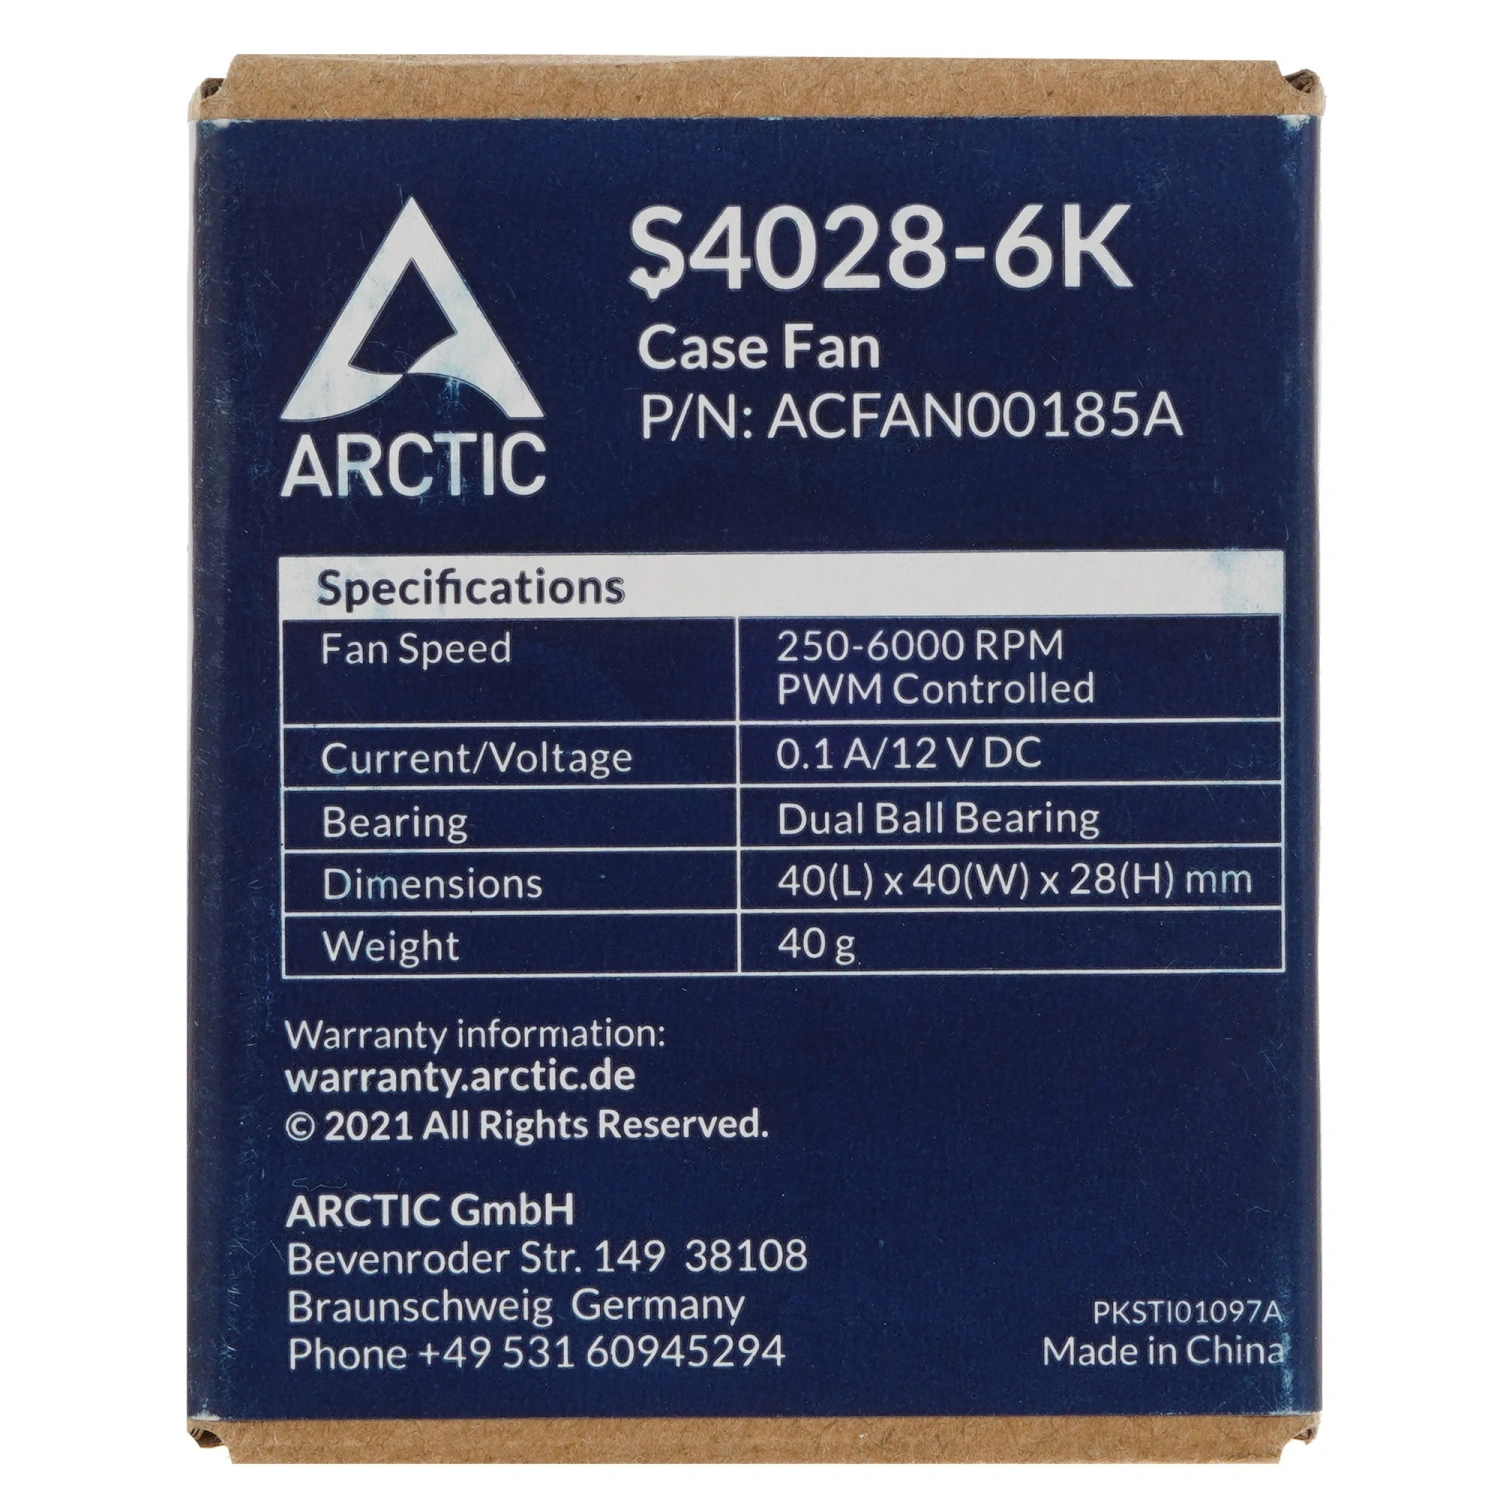 ARCTIC
S4028-6K
Case Fan
P/N: ACFAN00185A
Specifications
Fan Speed 250-6000 RPM
PWM Controlled
Current/Voltage 0.1 A/12 V DC
Bearing Dual Ball Bearing
Dimensions 40(L) x 40(W) x 28(H) mm
Weight 40 g
Warranty information:
warranty.arctic.de
© 2021 All Rights Reserved.
ARCTIC GmbH
Bevenroder Str. 149 38108
Braunschweig Germany
Phone +49 531 60945294
PKSTI01097A
Made in China